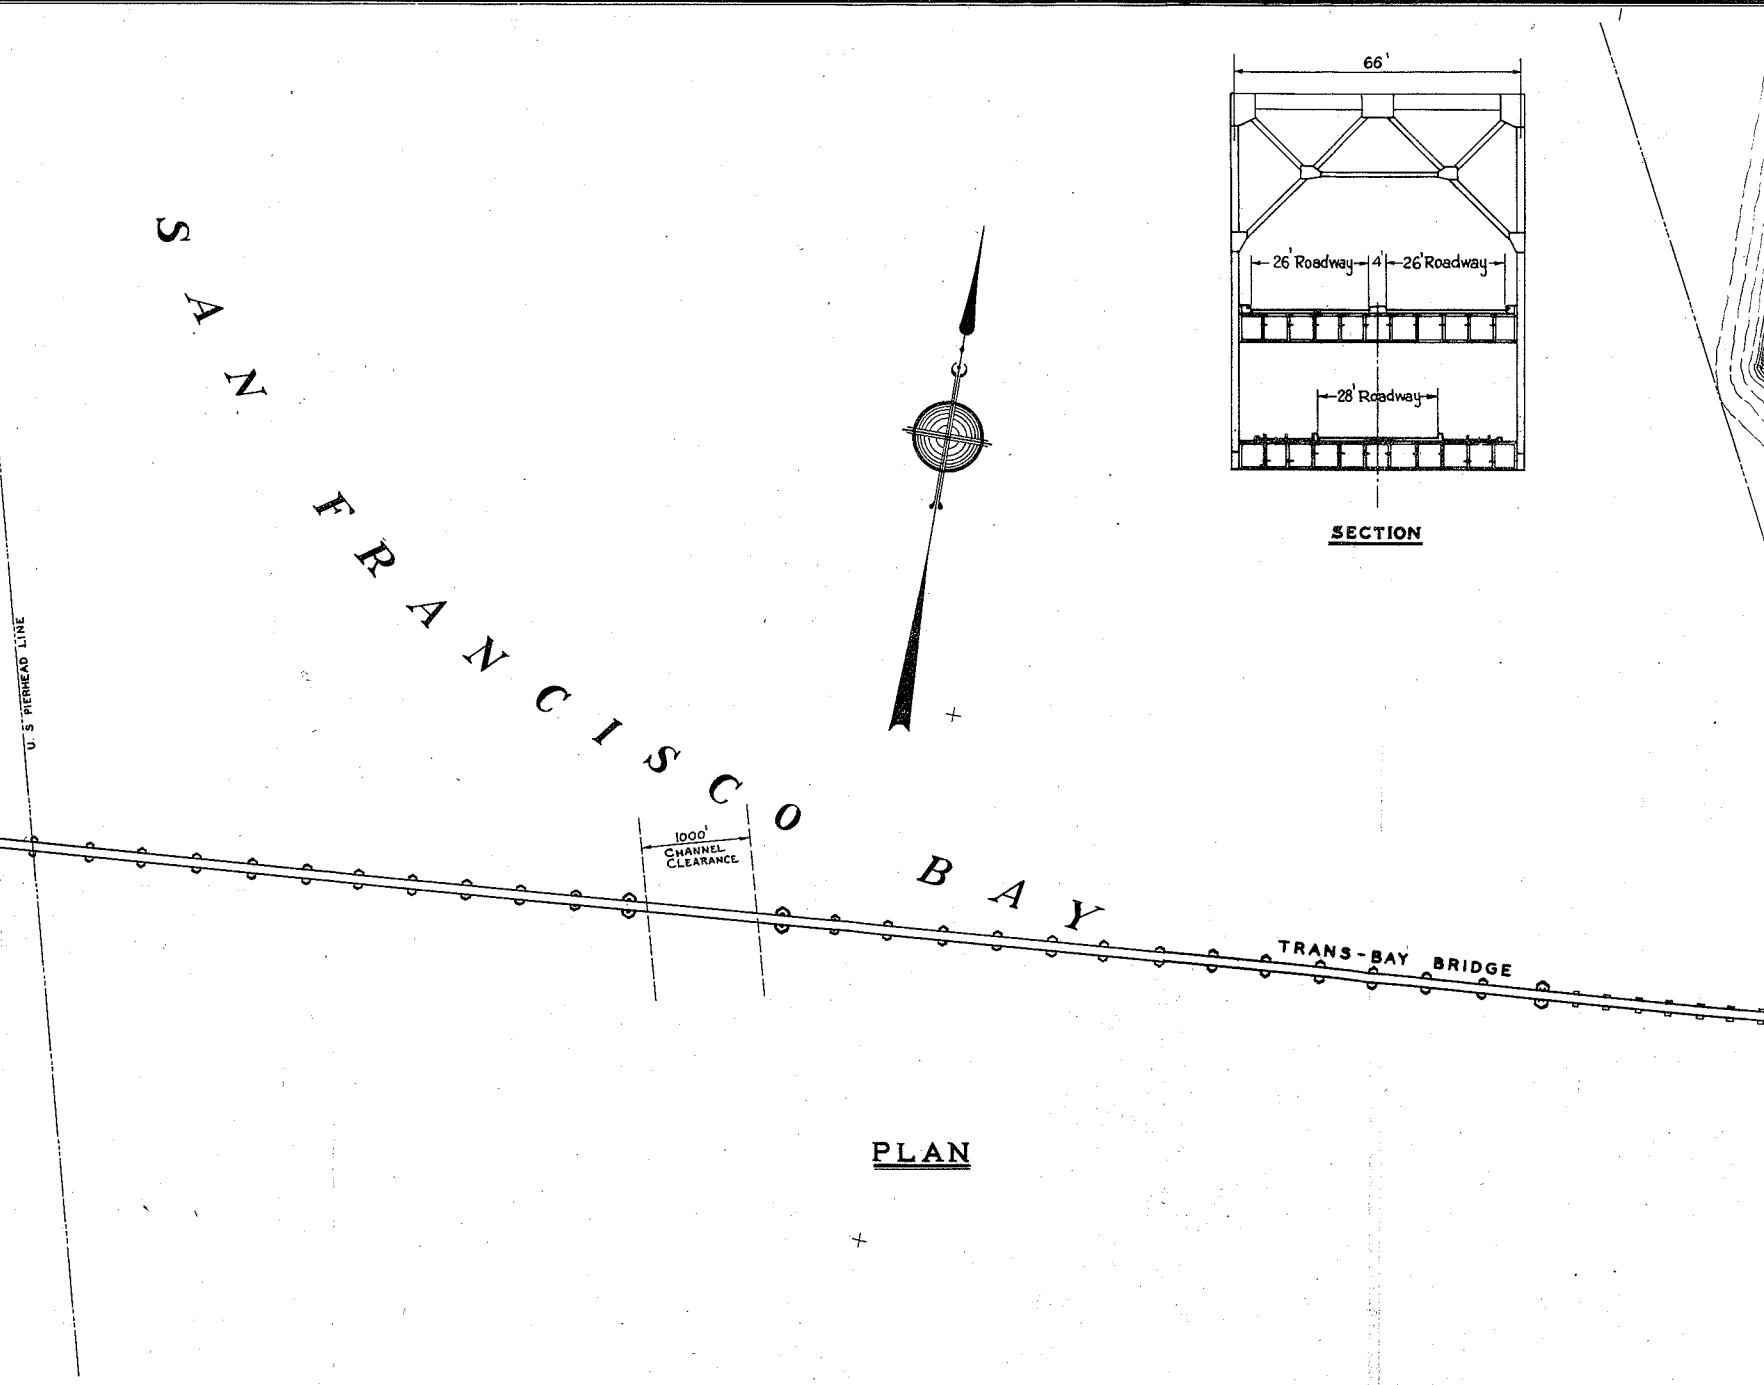 66'
26' Roadway 4' 26' Roadway
28' Roadway
SECTION
SAN FRANCISCO BAY
U. S PIERHEAD LINE
1000'
CHANNEL
CLEARANCE
TRANS-BAY BRIDGE
PLAN